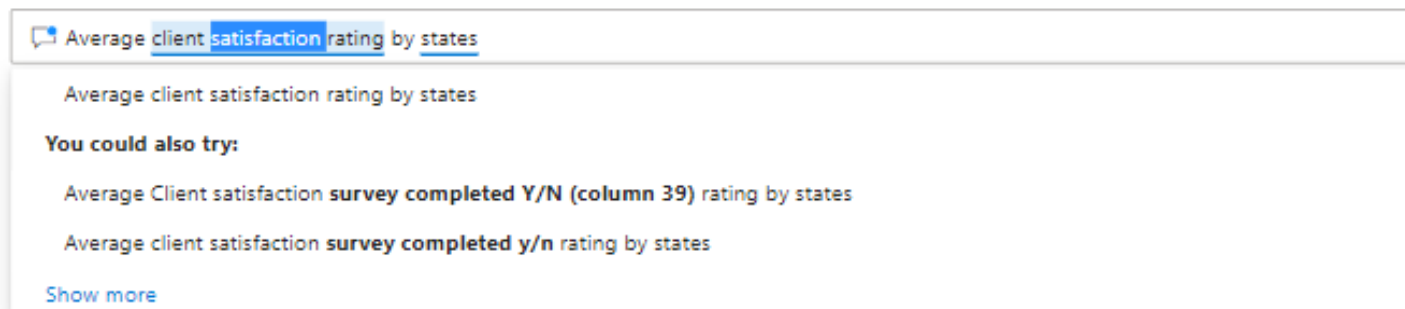 Average client satisfaction rating by states
Average client satisfaction rating by states
You could also try:
Average Client satisfaction survey completed Y/N (column 39) rating by states
Average client satisfaction survey completed y/n rating by states
Show more